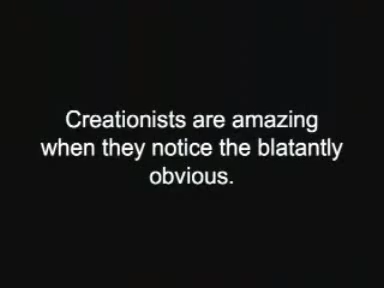 Creationists are amazing
when they notice the blatantly
obvious.